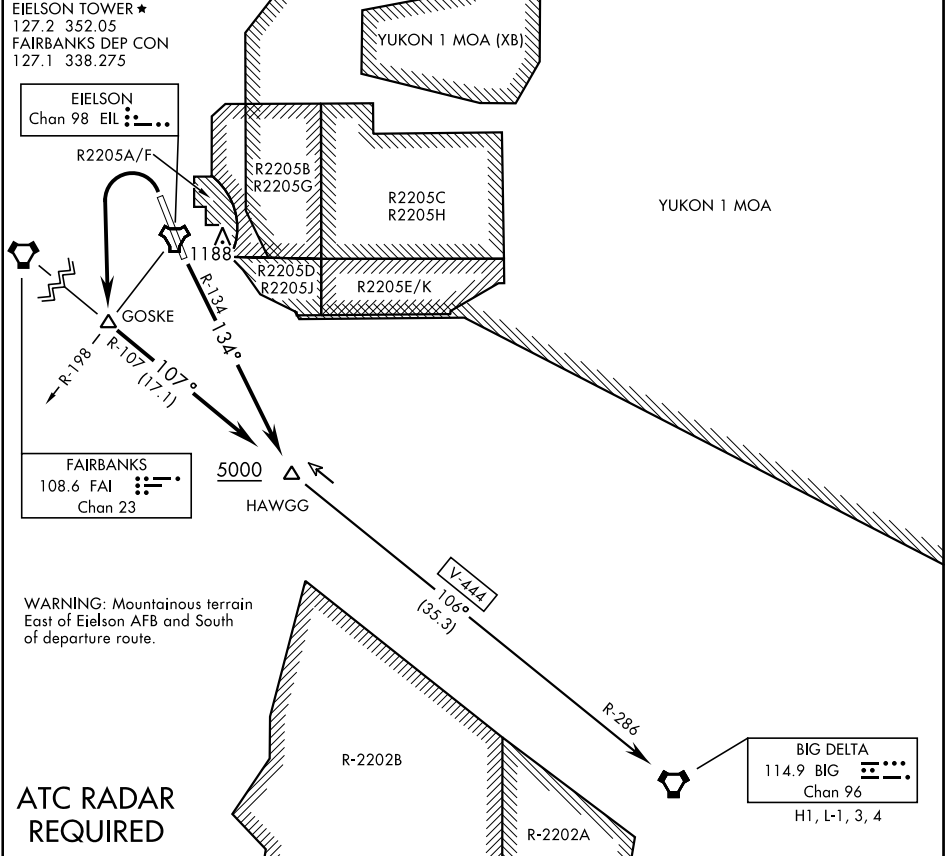 EIELSON TOWER ★
127.2 352.05
FAIRBANKS DEP CON
127.1 338.275
YUKON 1 MOA (XB)
EIELSON
Chan 98 EIL
R2205A/F
R2205B
R2205G
R2205C
R2205H
YUKON 1 MOA
1188
R2205D
R2205J
R2205E/K
R-134
134°
GOSKE
R-198
R-107
(17.1)
107°
FAIRBANKS
108.6 FAI
Chan 23
5000
HAWGG
V-444
106°
(35.3)
WARNING: Mountainous terrain
East of Eielson AFB and South
of departure route.
R-286
R-2202B
BIG DELTA
114.9 BIG
Chan 96
H1, L-1, 3, 4
ATC RADAR
REQUIRED
R-2202A